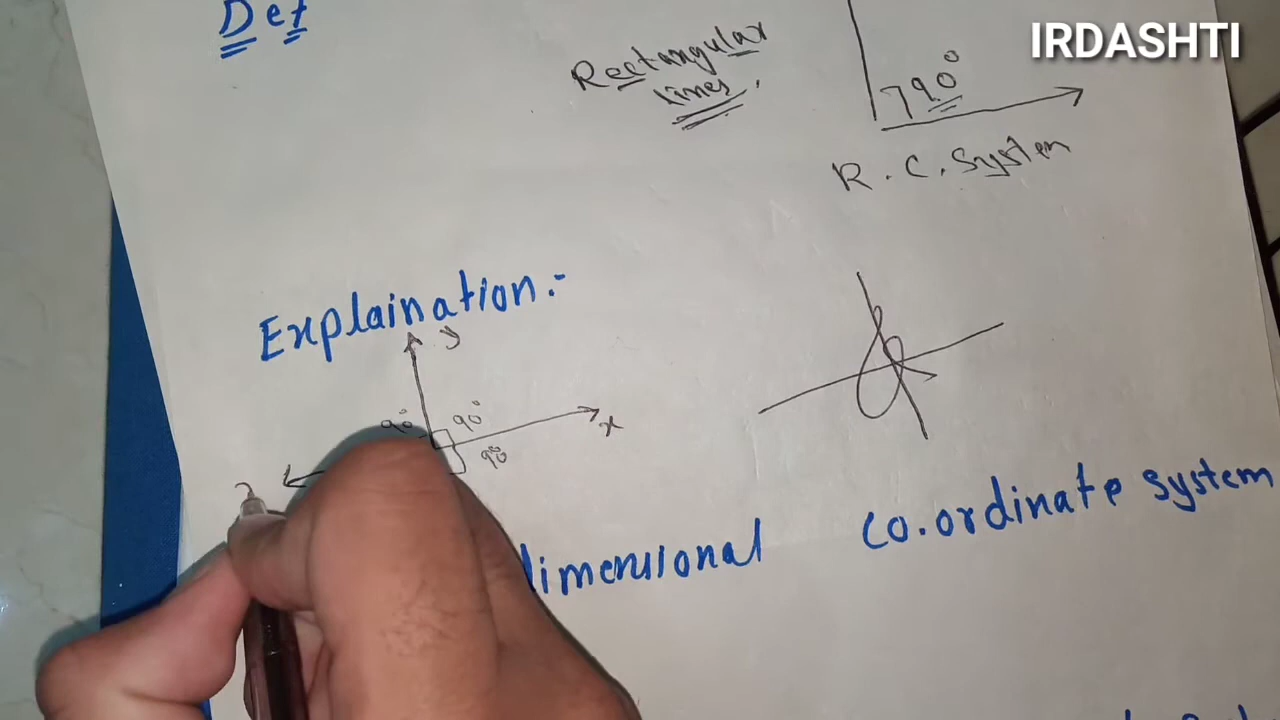 Def
IRDASHTI
Rectangular
lines.
90°
R.C. System
Explaination:-
y
90° 90°
x
90°
dimensional co.ordinate system